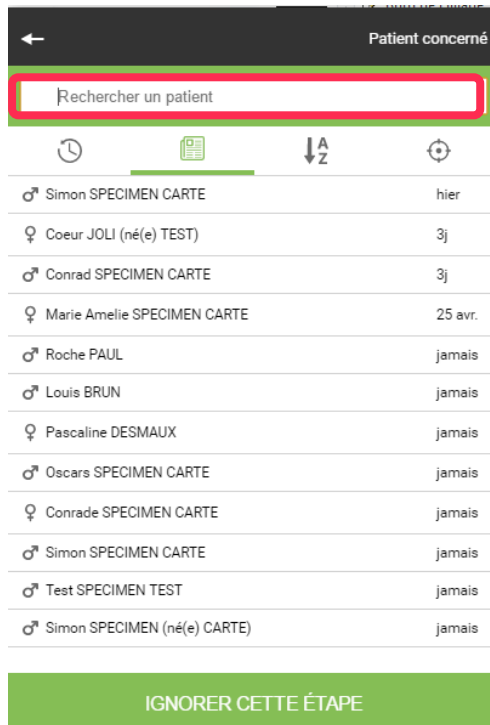 Patient concerné
Rechercher un patient
A
Z
Simon SPECIMEN CARTE hier
Coeur JOLI (né(e) TEST) 3j
Conrad SPECIMEN CARTE 3j
Marie Amelie SPECIMEN CARTE 25 avr.
Roche PAUL jamais
Louis BRUN jamais
Pascaline DESMAUX jamais
Oscars SPECIMEN CARTE jamais
Conrade SPECIMEN CARTE jamais
Simon SPECIMEN CARTE jamais
Test SPECIMEN TEST jamais
Simon SPECIMEN (né(e) CARTE) jamais
IGNORER CETTE ÉTAPE